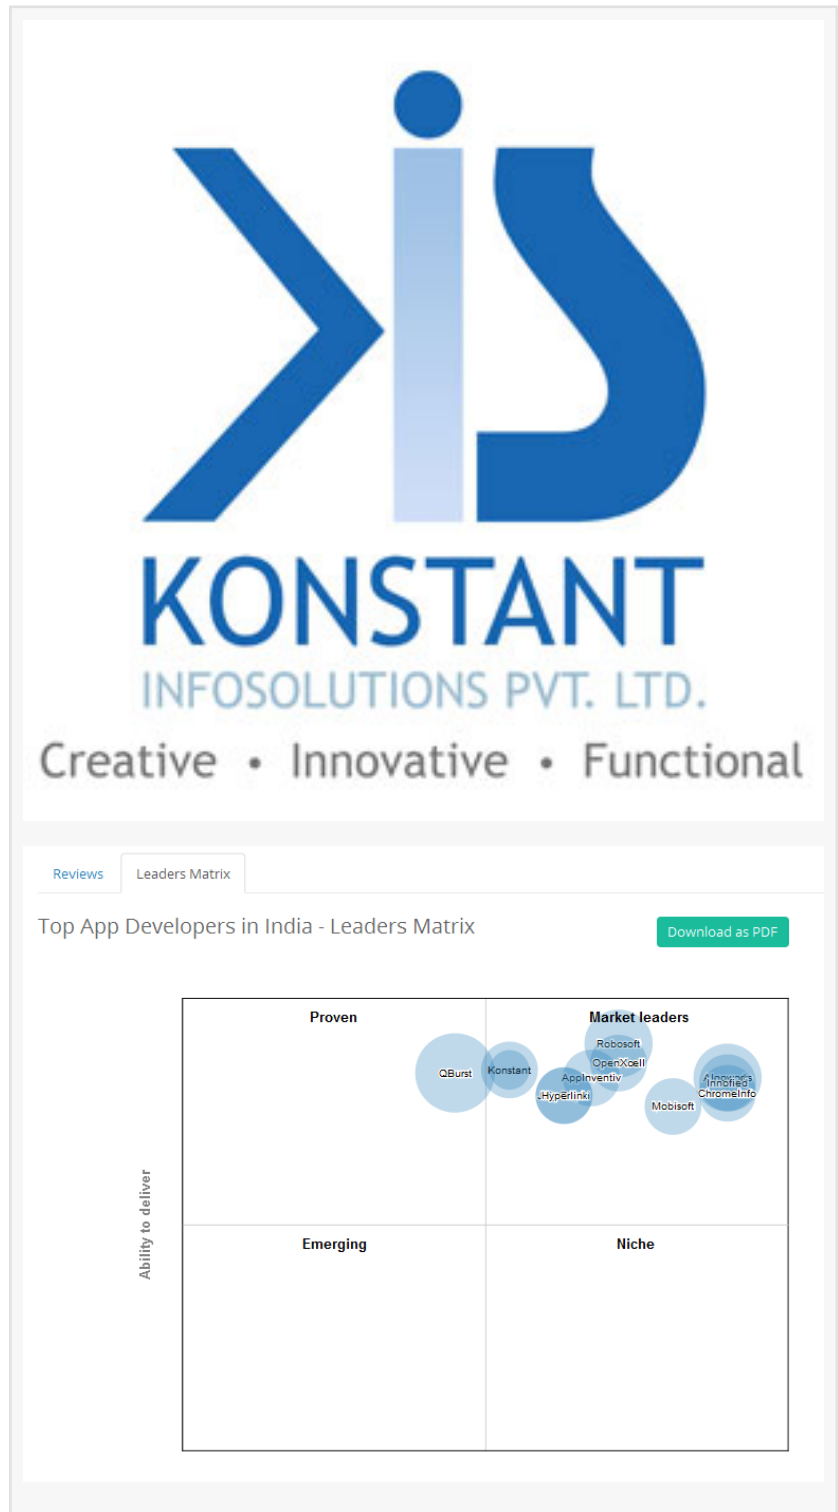 KiS
KONSTANT
INFOSOLUTIONS PVT. LTD.
Creative • Innovative • Functional
Reviews
Leaders Matrix
Top App Developers in India - Leaders Matrix
Download as PDF
Proven
Market leaders
Robosoft
OpenXcell
QBurst
Konstant
AppInventiv
Innofied
ChromeInfo
Mobisoft
Ability to deliver
Emerging
Niche